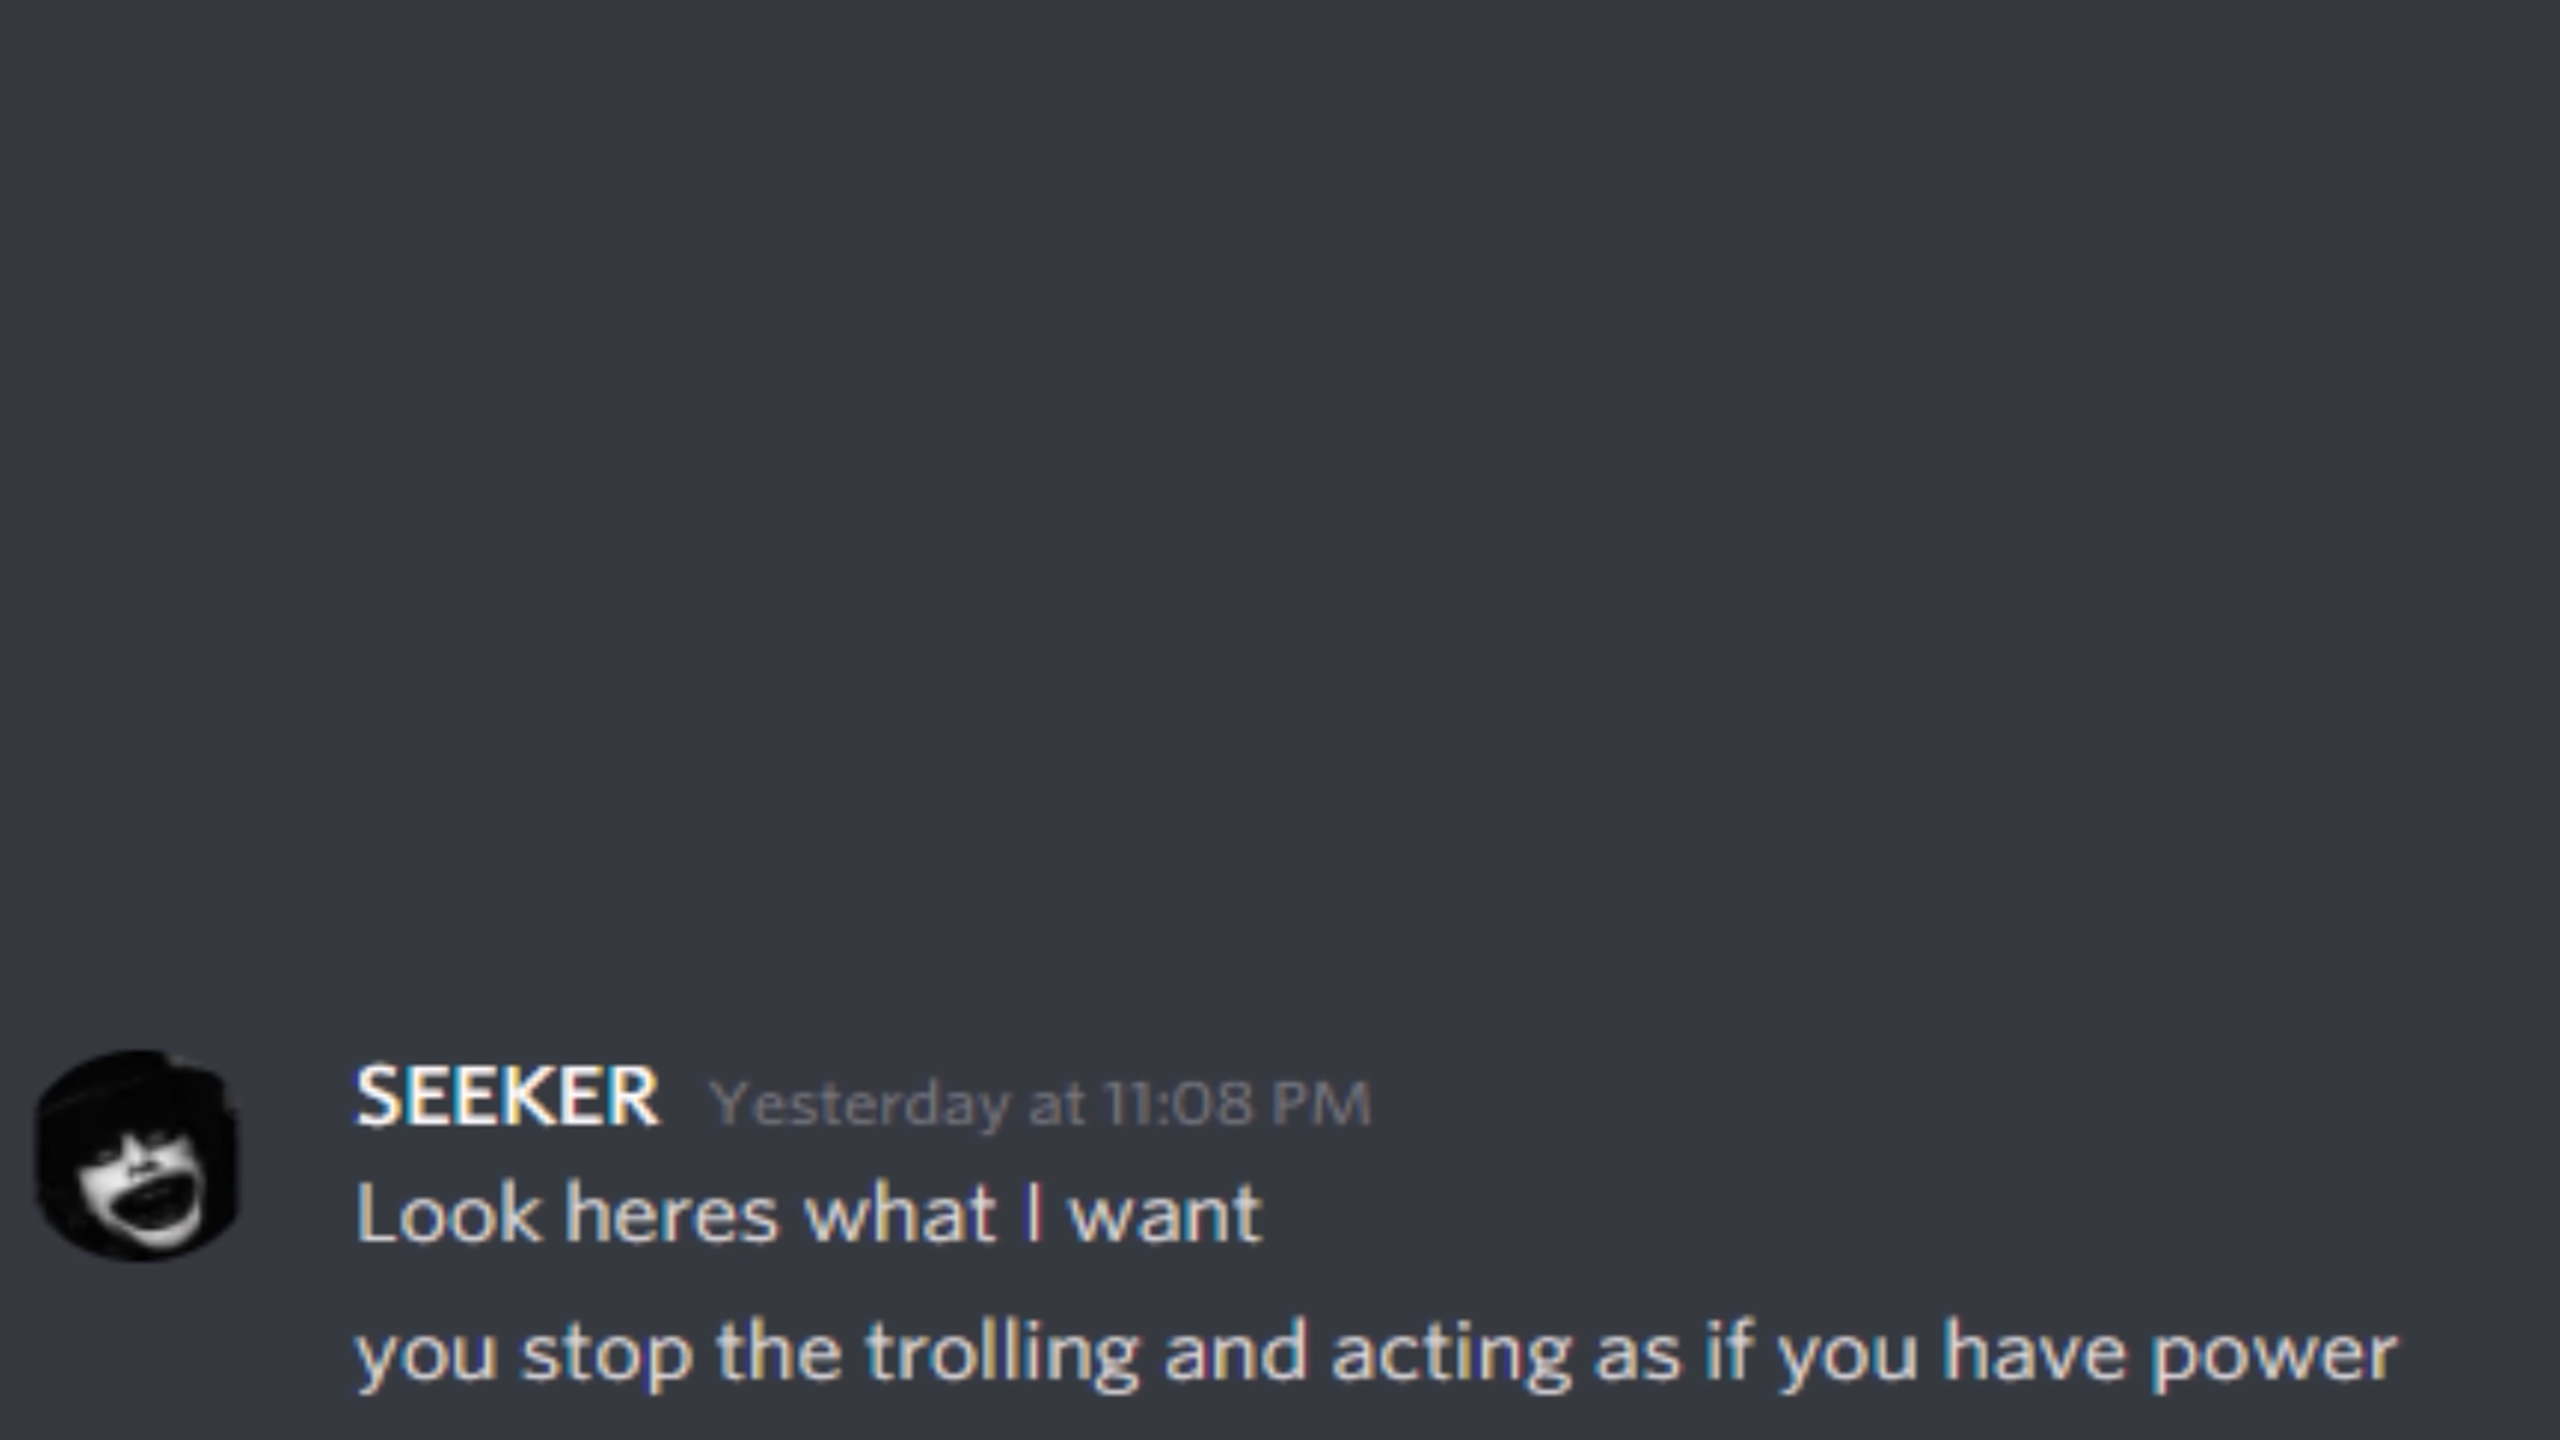 SEEKER Yesterday at 11:08 PM
Look heres what I want
you stop the trolling and acting as if you have power